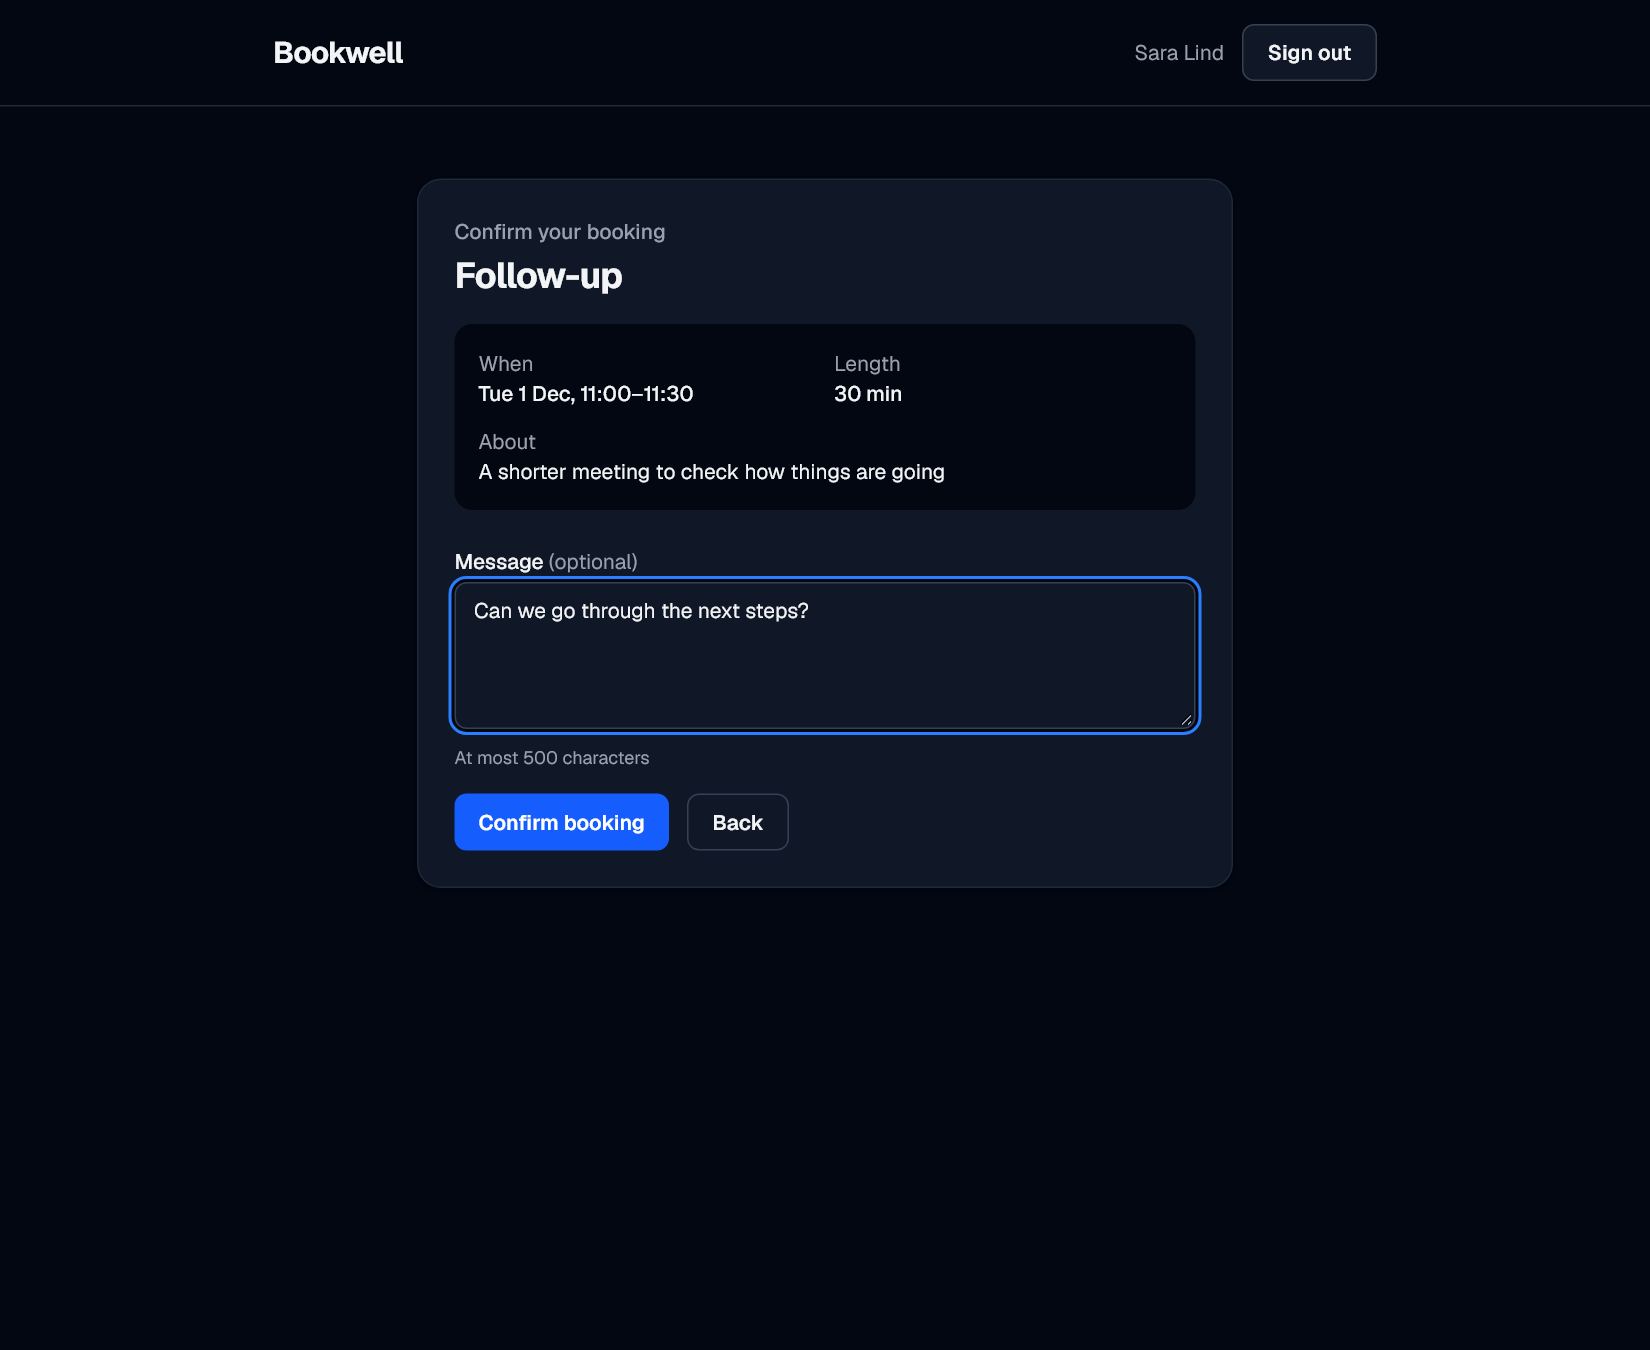 Bookwell
Sara Lind
Sign out
Confirm your booking
Follow-up
When
Tue 1 Dec, 11:00–11:30
Length
30 min
About
A shorter meeting to check how things are going
Message (optional)
Can we go through the next steps?
At most 500 characters
Confirm booking
Back